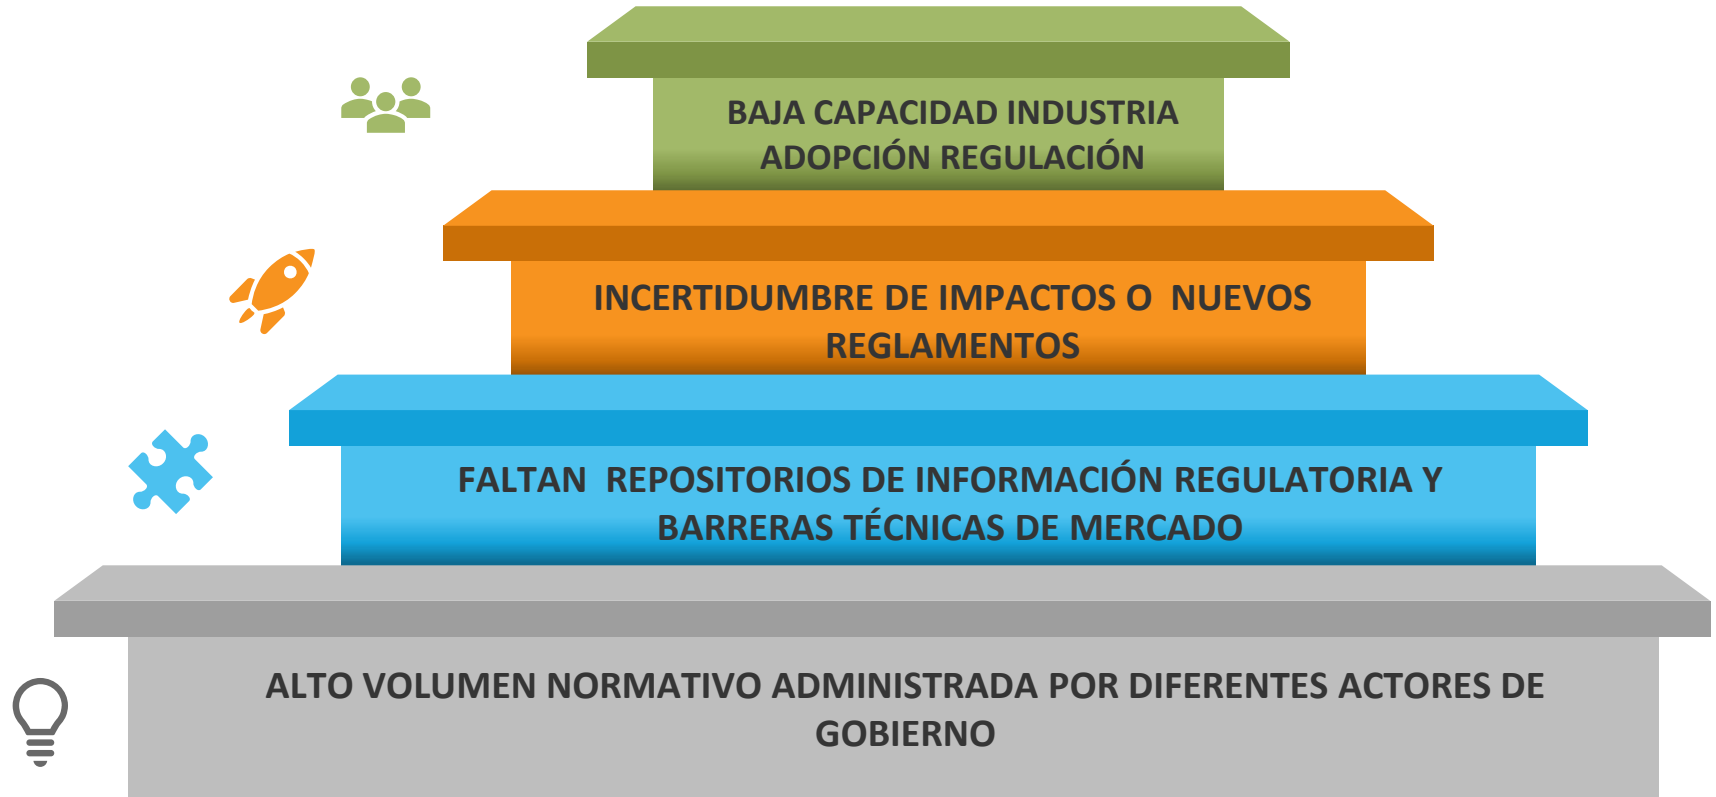 BAJA CAPACIDAD INDUSTRIA
ADOPCIÓN REGULACIÓN
INCERTIDUMBRE DE IMPACTOS O  NUEVOS
REGLAMENTOS
FALTAN  REPOSITORIOS DE INFORMACIÓN REGULATORIA Y
BARRERAS TÉCNICAS DE MERCADO
ALTO VOLUMEN NORMATIVO ADMINISTRADA POR DIFERENTES ACTORES DE
GOBIERNO